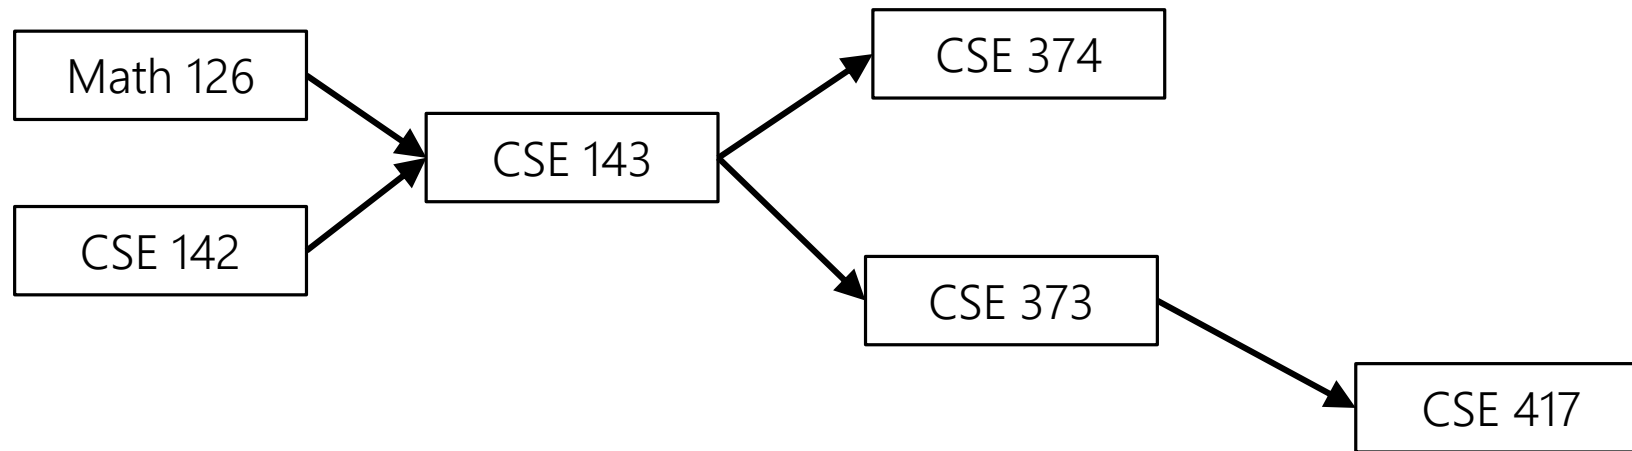 Math 126
CSE 142
CSE 143
CSE 374
CSE 373
CSE 417